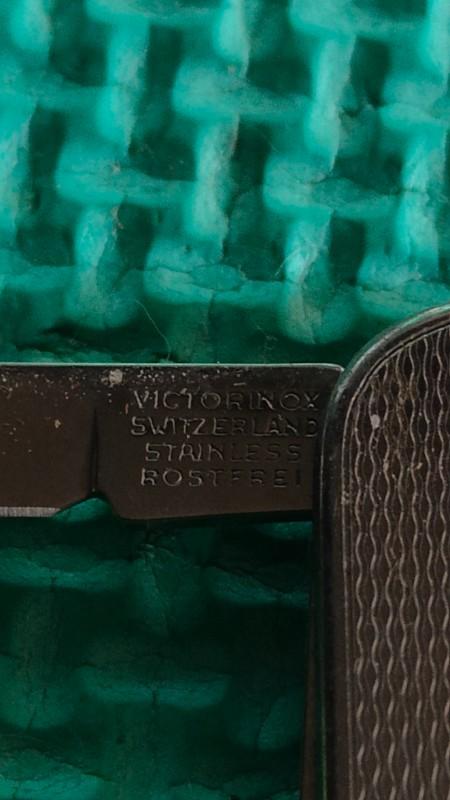 VICTORINOX
SWITZERLAND
STAINLESS
ROSTFREI